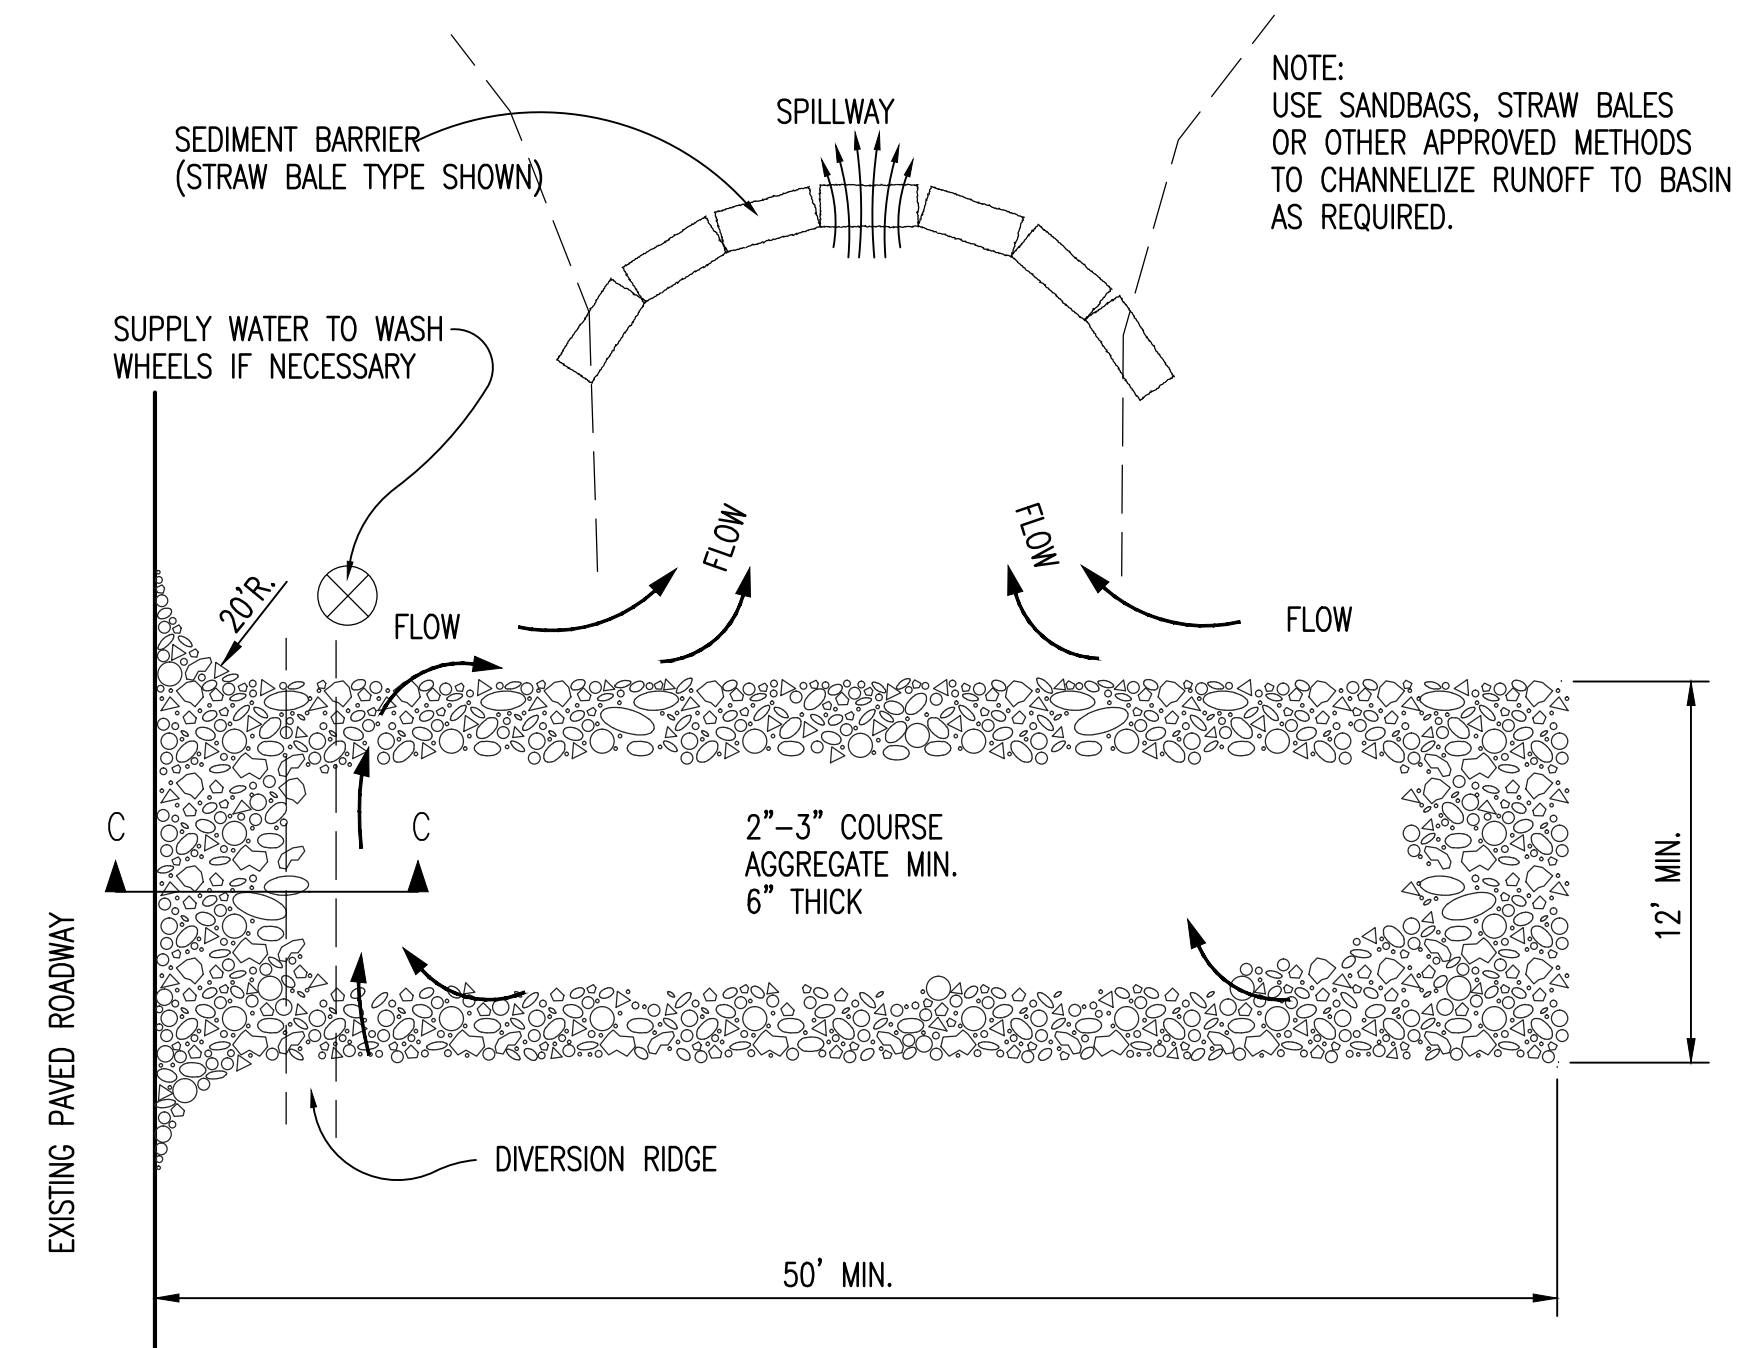 NOTE:
USE SANDBAGS, STRAW BALES
OR OTHER APPROVED METHODS
TO CHANNELIZE RUNOFF TO BASIN
AS REQUIRED.
SPILLWAY
SEDIMENT BARRIER
(STRAW BALE TYPE SHOWN)
SUPPLY WATER TO WASH
WHEELS IF NECESSARY
FLOW
FLOW
20'R.
FLOW
FLOW
C
C
2"-3" COURSE
AGGREGATE MIN.
6" THICK
12' MIN.
EXISTING PAVED ROADWAY
DIVERSION RIDGE
50' MIN.